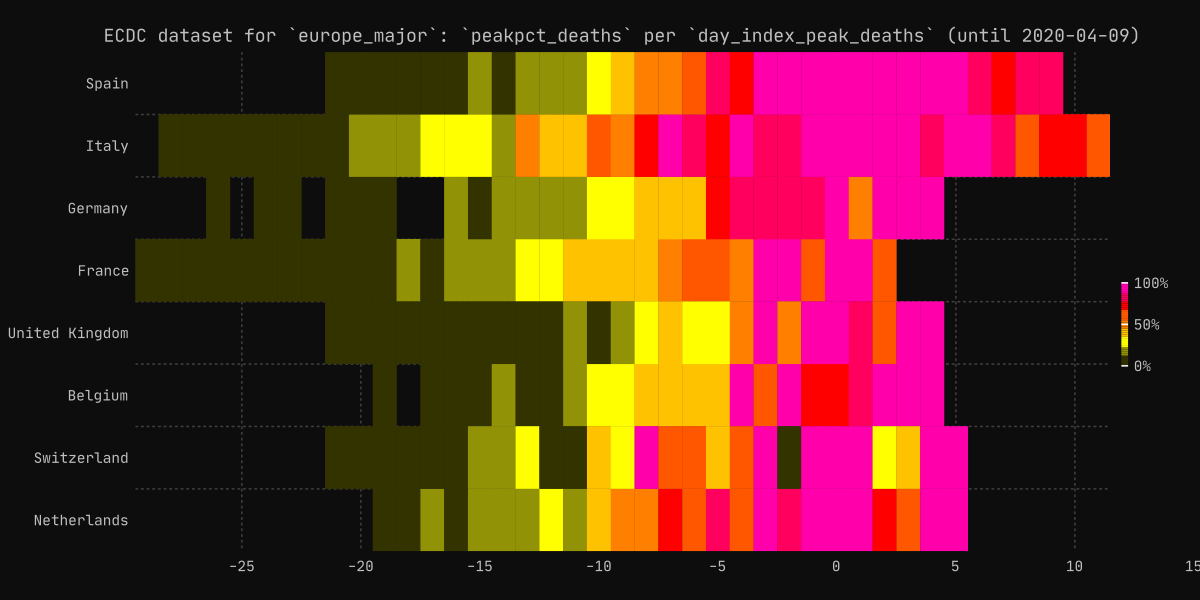 ECDC dataset for `europe_major`: `peakpct_deaths` per `day_index_peak_deaths` (until 2020-04-09)
Spain
Italy
Germany
France
United Kingdom
Belgium
Switzerland
Netherlands
100%
50%
0%
-25 -20 -15 -10 -5 0 5 10 15